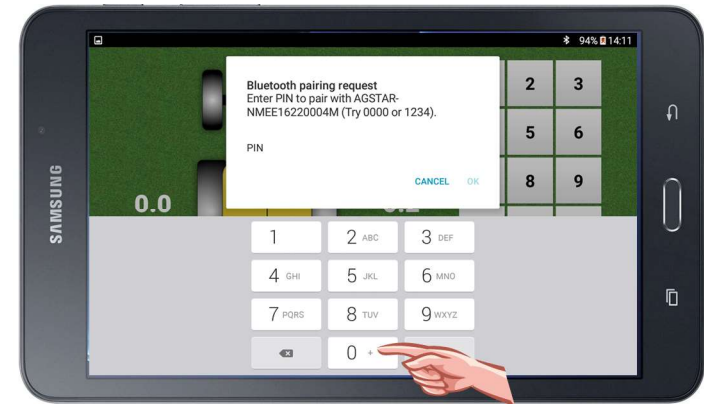 94% 14:11
Bluetooth pairing request
Enter PIN to pair with AGSTAR-
NMEE16220004M (Try 0000 or 1234).
PIN
CANCEL OK
2 3
5 6
8 9
0.0
SAMSUNG
1 2 ABC 3 DEF
4 GHI 5 JKL 6 MNO
7 PQRS 8 TUV 9 WXYZ
0 +